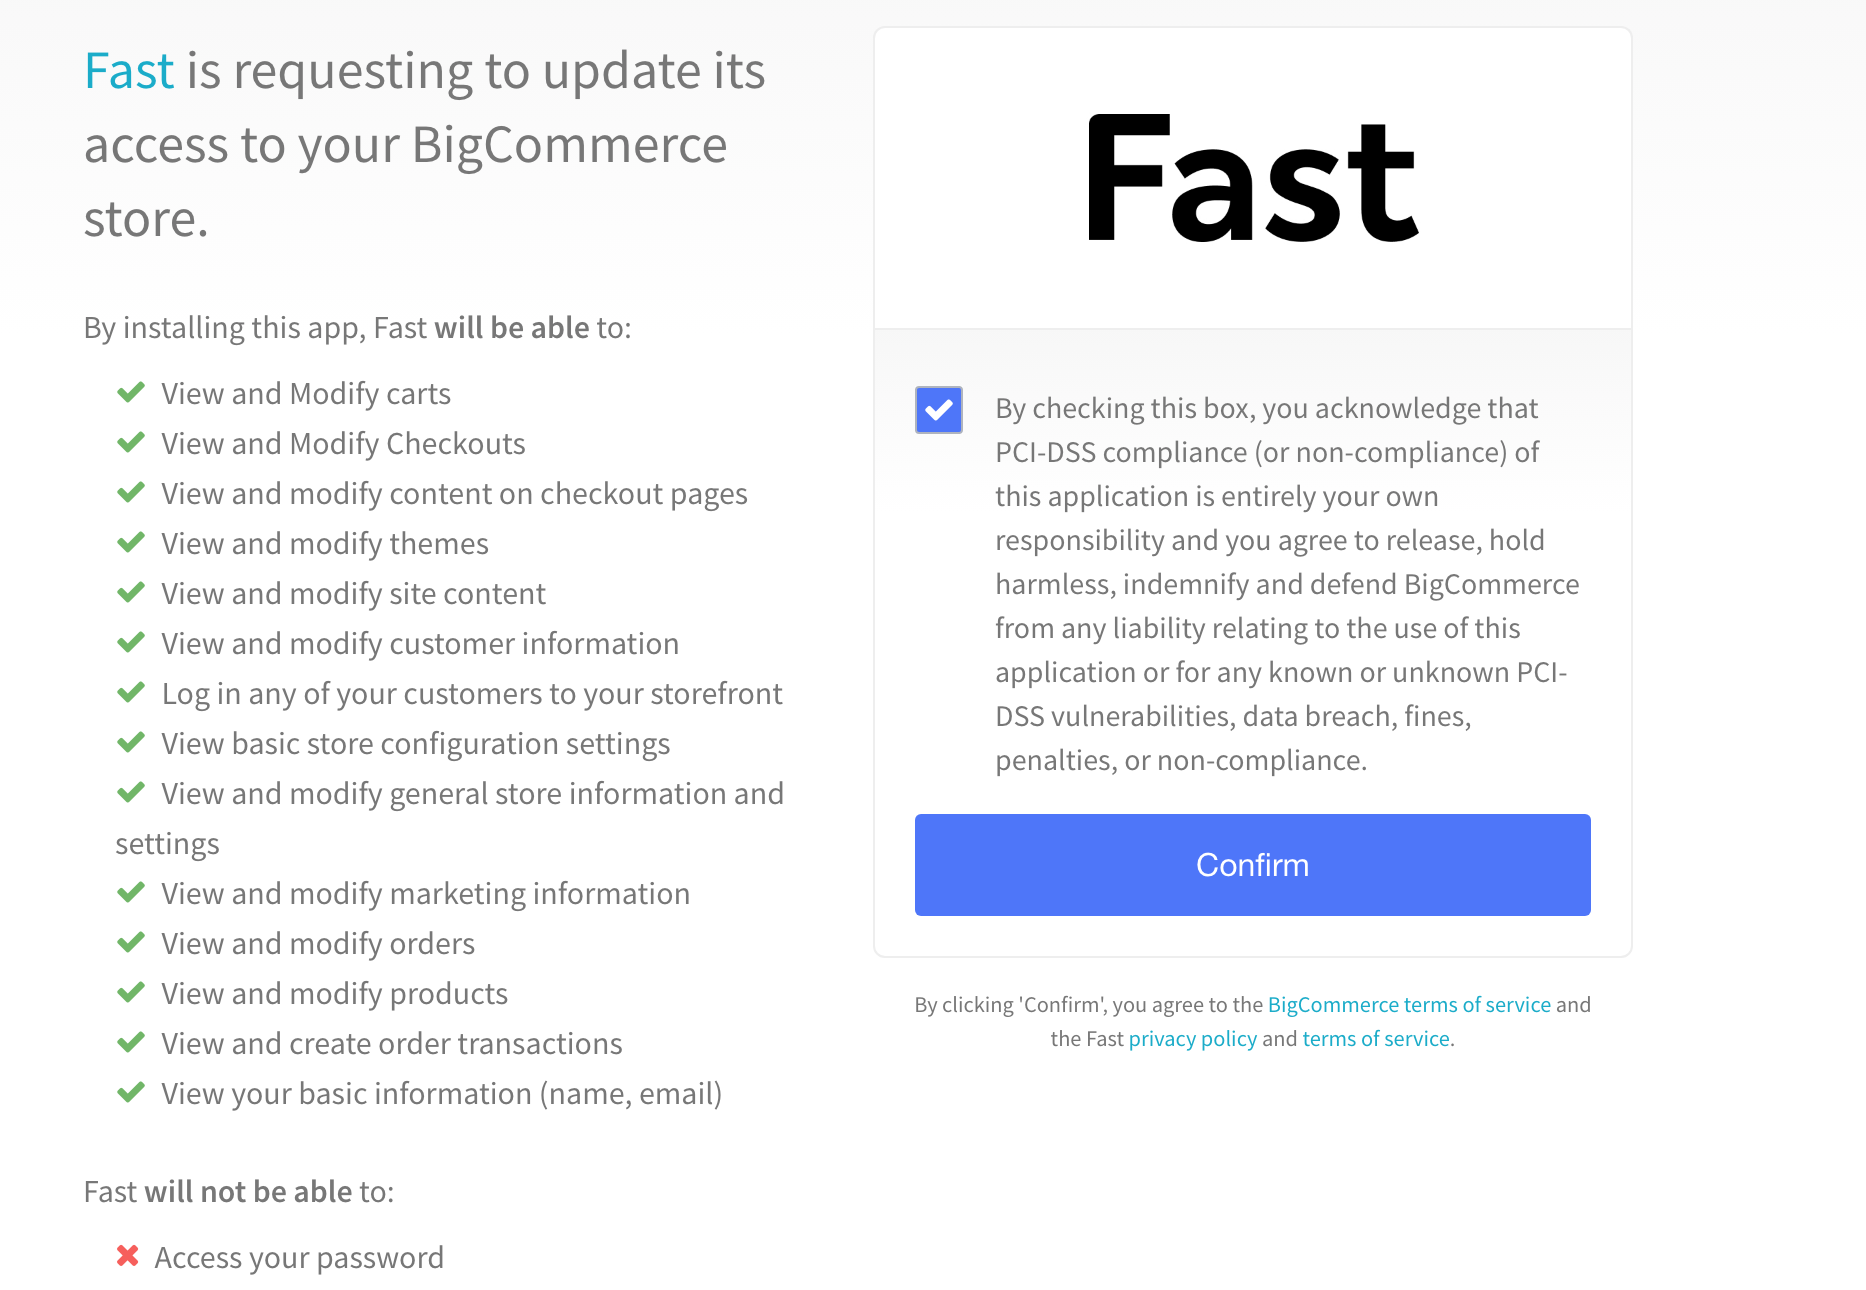 Fast is requesting to update its
access to your BigCommerce
store.
By installing this app, Fast will be able to:
View and Modify carts
View and Modify Checkouts
View and modify content on checkout pages
View and modify themes
View and modify site content
View and modify customer information
Log in any of your customers to your storefront
View basic store configuration settings
View and modify general store information and
settings
View and modify marketing information
View and modify orders
View and modify products
View and create order transactions
View your basic information (name, email)
Fast will not be able to:
Access your password
Fast
By checking this box, you acknowledge that
PCI-DSS compliance (or non-compliance) of
this application is entirely your own
responsibility and you agree to release, hold
harmless, indemnify and defend BigCommerce
from any liability relating to the use of this
application or for any known or unknown PCI-
DSS vulnerabilities, data breach, fines,
penalties, or non-compliance.
Confirm
By clicking 'Confirm', you agree to the BigCommerce terms of service and
the Fast privacy policy and terms of service.